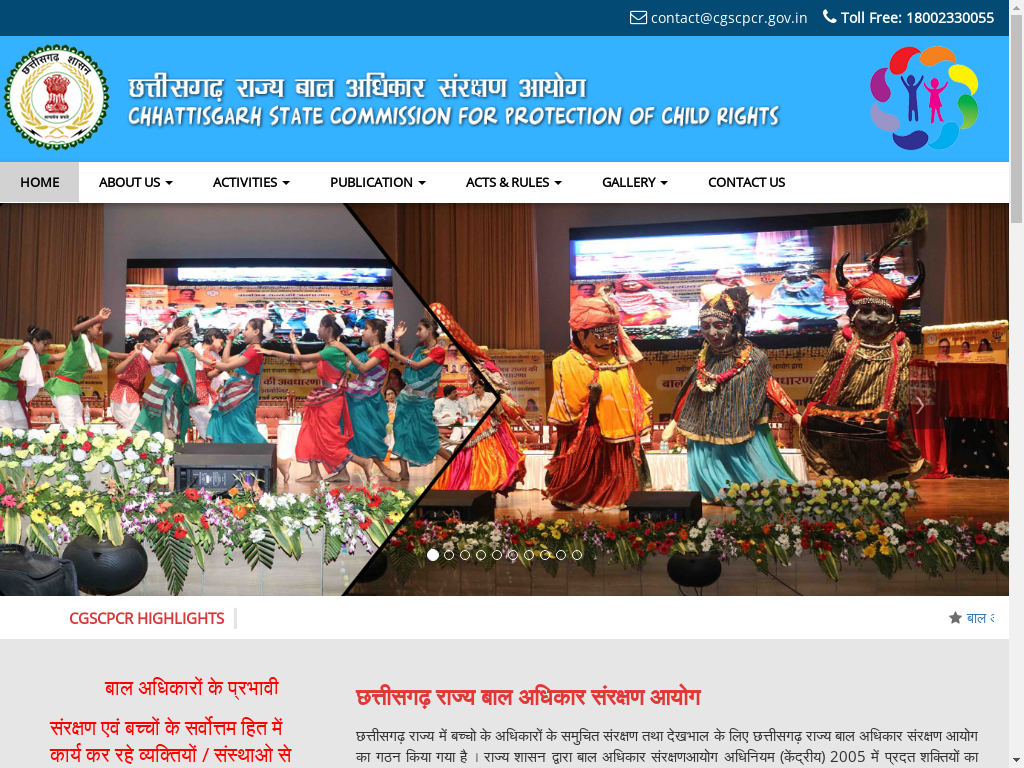 contact@cgscpcr.gov.in Toll Free: 18002330055
छत्तीसगढ़ शासन
छत्तीसगढ़ राज्य बाल अधिकार संरक्षण आयोग
CHHATTISGARH STATE COMMISSION FOR PROTECTION OF CHILD RIGHTS
HOME ABOUT US ACTIVITIES PUBLICATION ACTS & RULES GALLERY CONTACT US
CGSCPCR HIGHLIGHTS
बाल
बाल अधिकारों के प्रभावी
संरक्षण एवं बच्चों के सर्वोत्तम हित में
कार्य कर रहे व्यक्तियों / संस्थाओ से
छत्तीसगढ़ राज्य बाल अधिकार संरक्षण आयोग
छत्तीसगढ़ राज्य में बच्चो के अधिकारों के समुचित संरक्षण तथा देखभाल के लिए छत्तीसगढ़ राज्य बाल अधिकार संरक्षण आयोग
का गठन किया गया है । राज्य शासन द्वारा बाल अधिकार संरक्षणआयोग अधिनियम (केंद्रीय) 2005 में प्रदत शक्तियों का